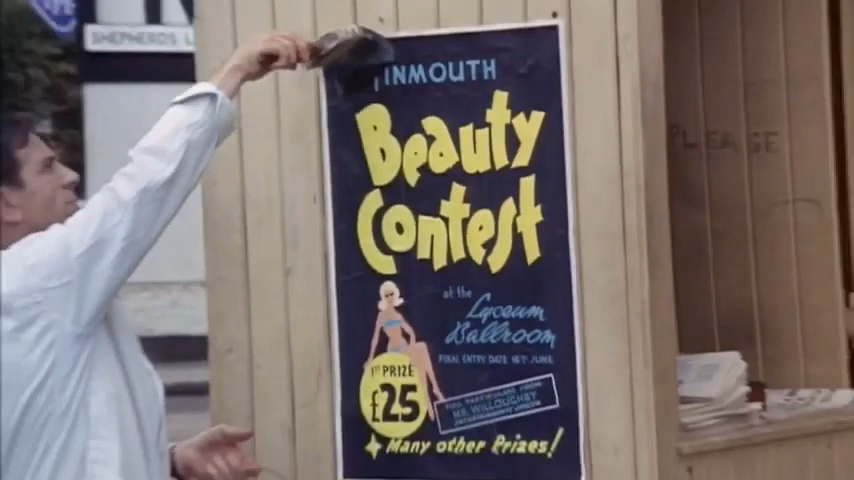 SHEPHERDS
INMOUTH
Beauty
Contest
at the
Lyceum
Ballroom
FINAL ENTRY DATE 16TH JUNE
1ST PRIZE
£25
FULL PARTICULARS FROM
MR. WILLOUGHBY
Many other Prizes!
PLEASE